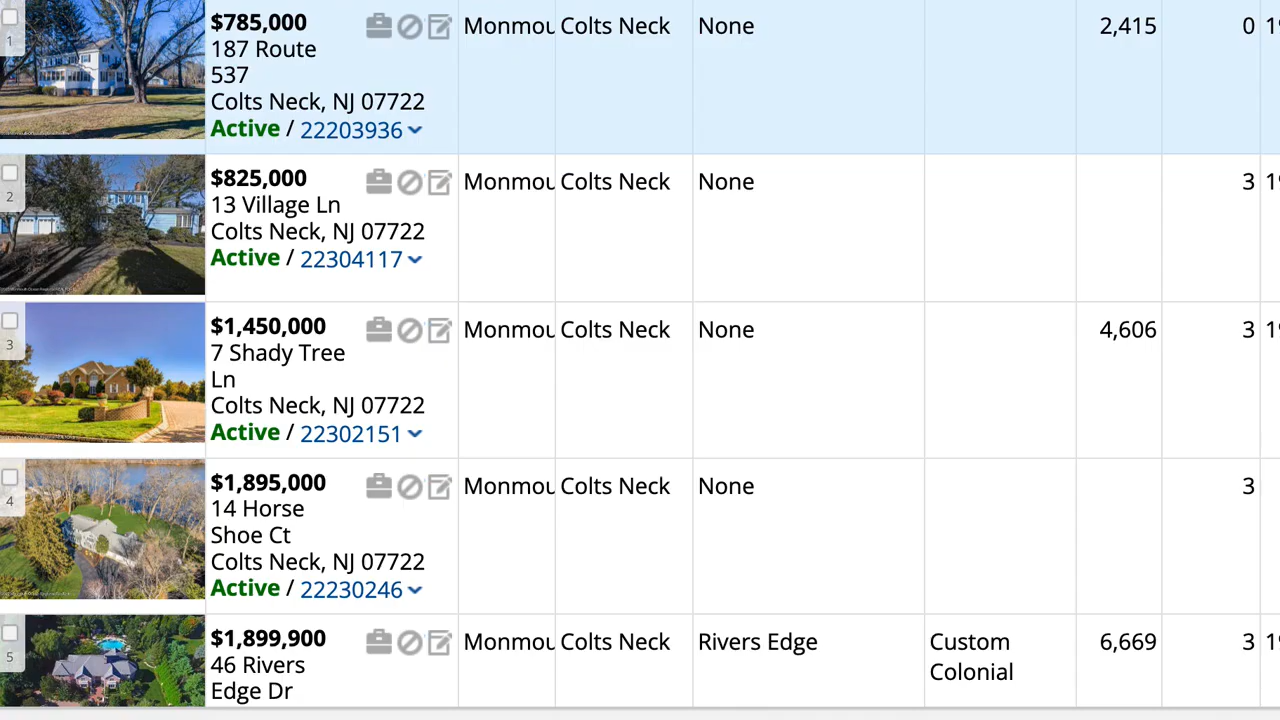 1
$785,000
187 Route
537
Colts Neck, NJ 07722
Active / 22203936
Monmou
Colts Neck
None
2,415
0
2
$825,000
13 Village Ln
Colts Neck, NJ 07722
Active / 22304117
Monmou
Colts Neck
None
3
3
$1,450,000
7 Shady Tree
Ln
Colts Neck, NJ 07722
Active / 22302151
Monmou
Colts Neck
None
4,606
3
4
$1,895,000
14 Horse
Shoe Ct
Colts Neck, NJ 07722
Active / 22230246
Monmou
Colts Neck
None
3
5
$1,899,900
46 Rivers
Edge Dr
Monmou
Colts Neck
Rivers Edge
Custom
Colonial
6,669
3